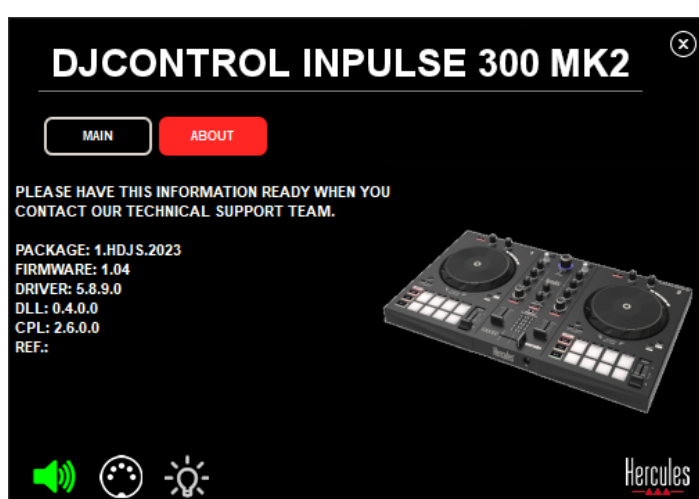 DJCONTROL INPULSE 300 MK2
MAIN
ABOUT
PLEASE HAVE THIS INFORMATION READY WHEN YOU
CONTACT OUR TECHNICAL SUPPORT TEAM.
PACKAGE: 1.HDJS.2023
FIRMWARE: 1.04
DRIVER: 5.8.9.0
DLL: 0.4.0.0
CPL: 2.6.0.0
REF.:
Hercules
Hercules